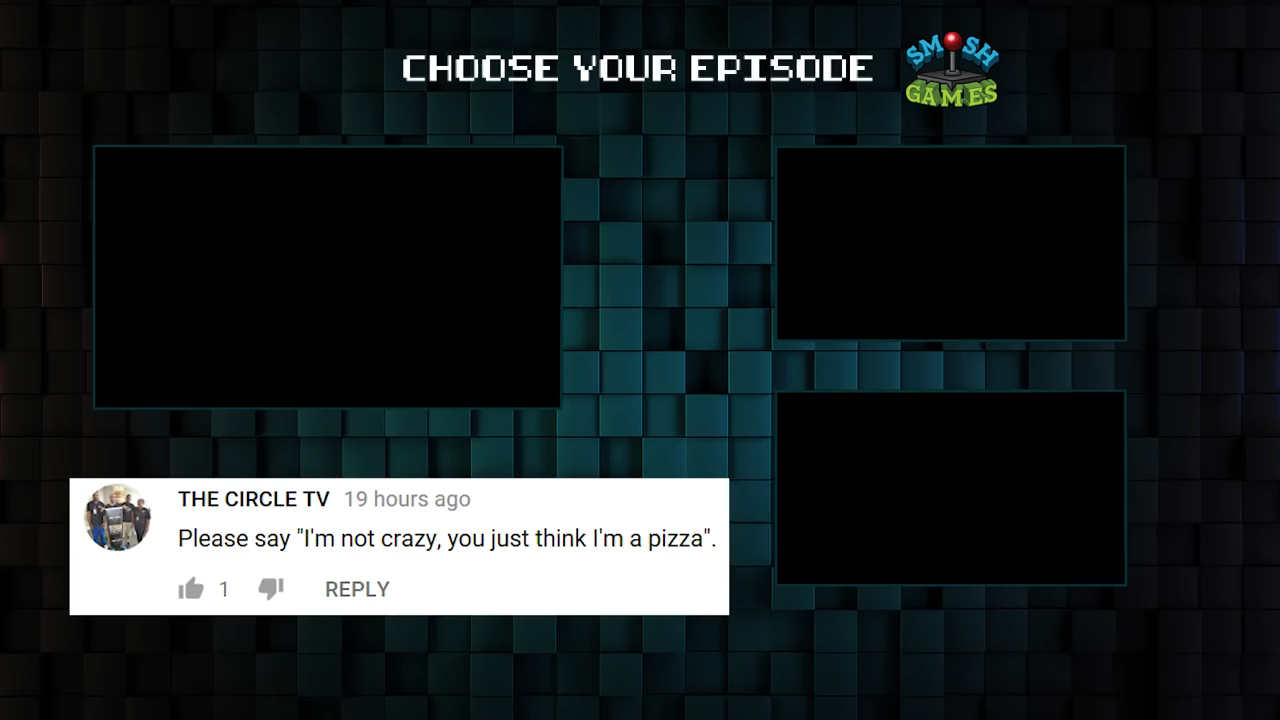 CHOOSE YOUR EPISODE
SMOSH
GAMES
THE CIRCLE TV 19 hours ago
Please say "I'm not crazy, you just think I'm a pizza".
1 REPLY